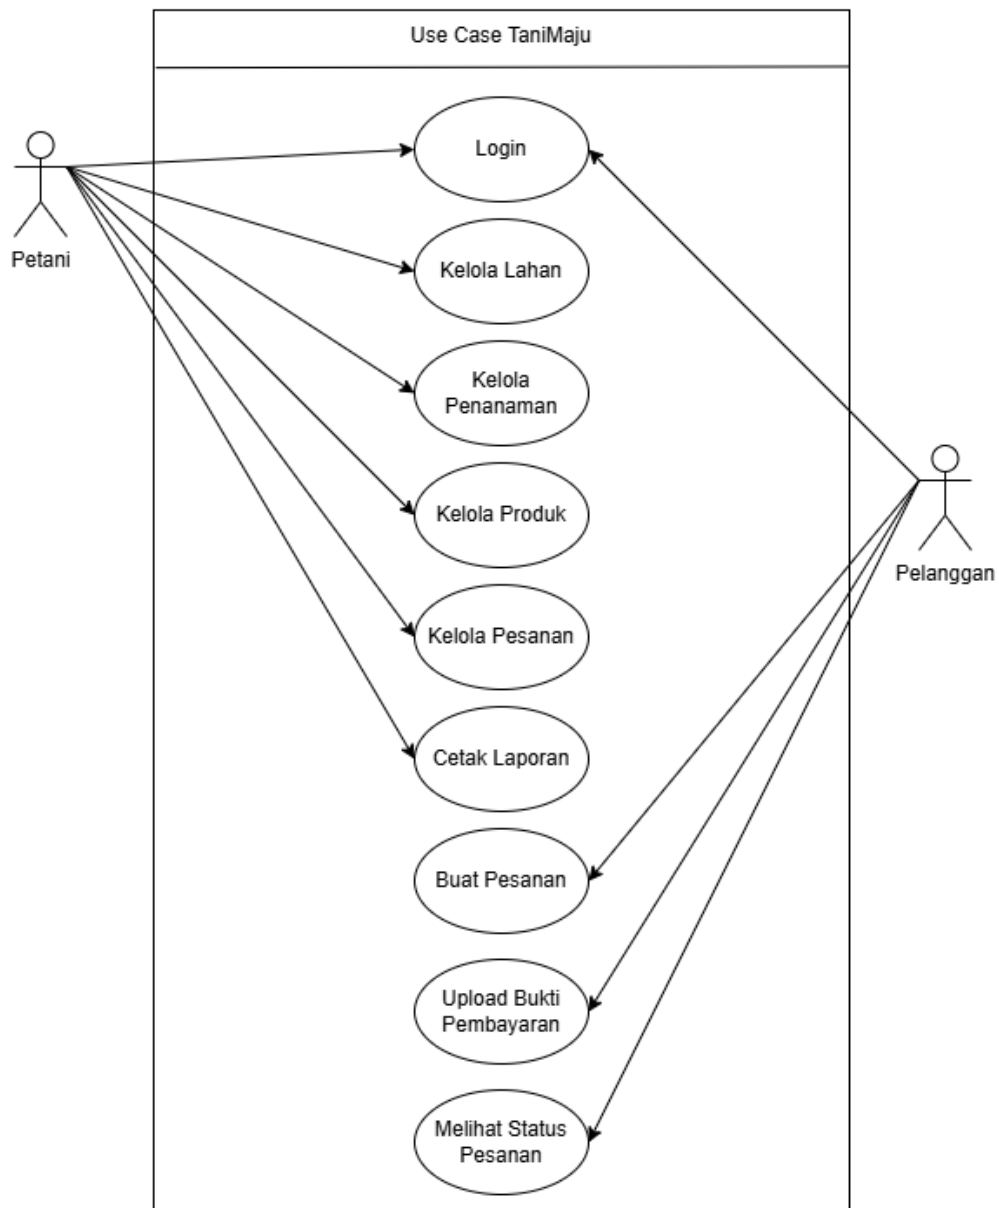 Use Case TaniMaju
Login
Petani
Kelola Lahan
Kelola
Penanaman
Kelola Produk
Pelanggan
Kelola Pesanan
Cetak Laporan
Buat Pesanan
Upload Bukti
Pembayaran
Melihat Status
Pesanan